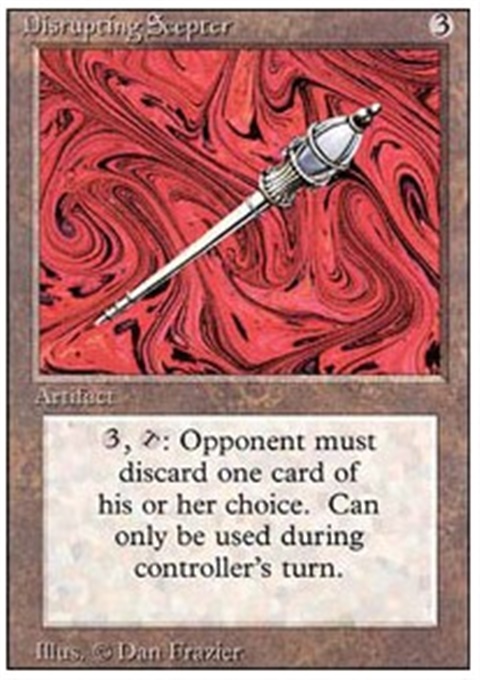 Disrupting Scepter 3
Artifact
3, T: Opponent must
discard one card of
his or her choice. Can
only be used during
controller's turn.
Illus. © Dan Frazier